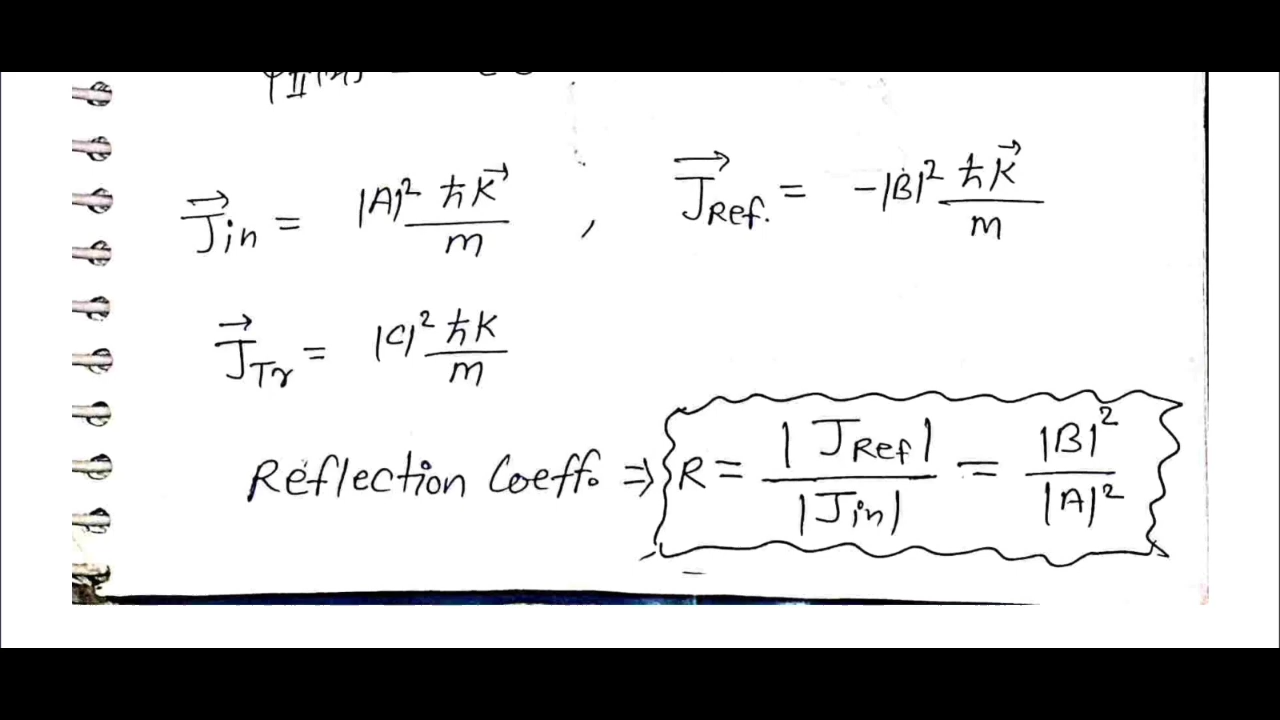 J⃗in = |A|² ħK⃗/m , J⃗Ref. = -|B|² ħK⃗/m
J⃗Tr = |C|² ħK/m
Reflection Coeff. ⇒ R = |JRef|/|Jin| = |B|²/|A|²